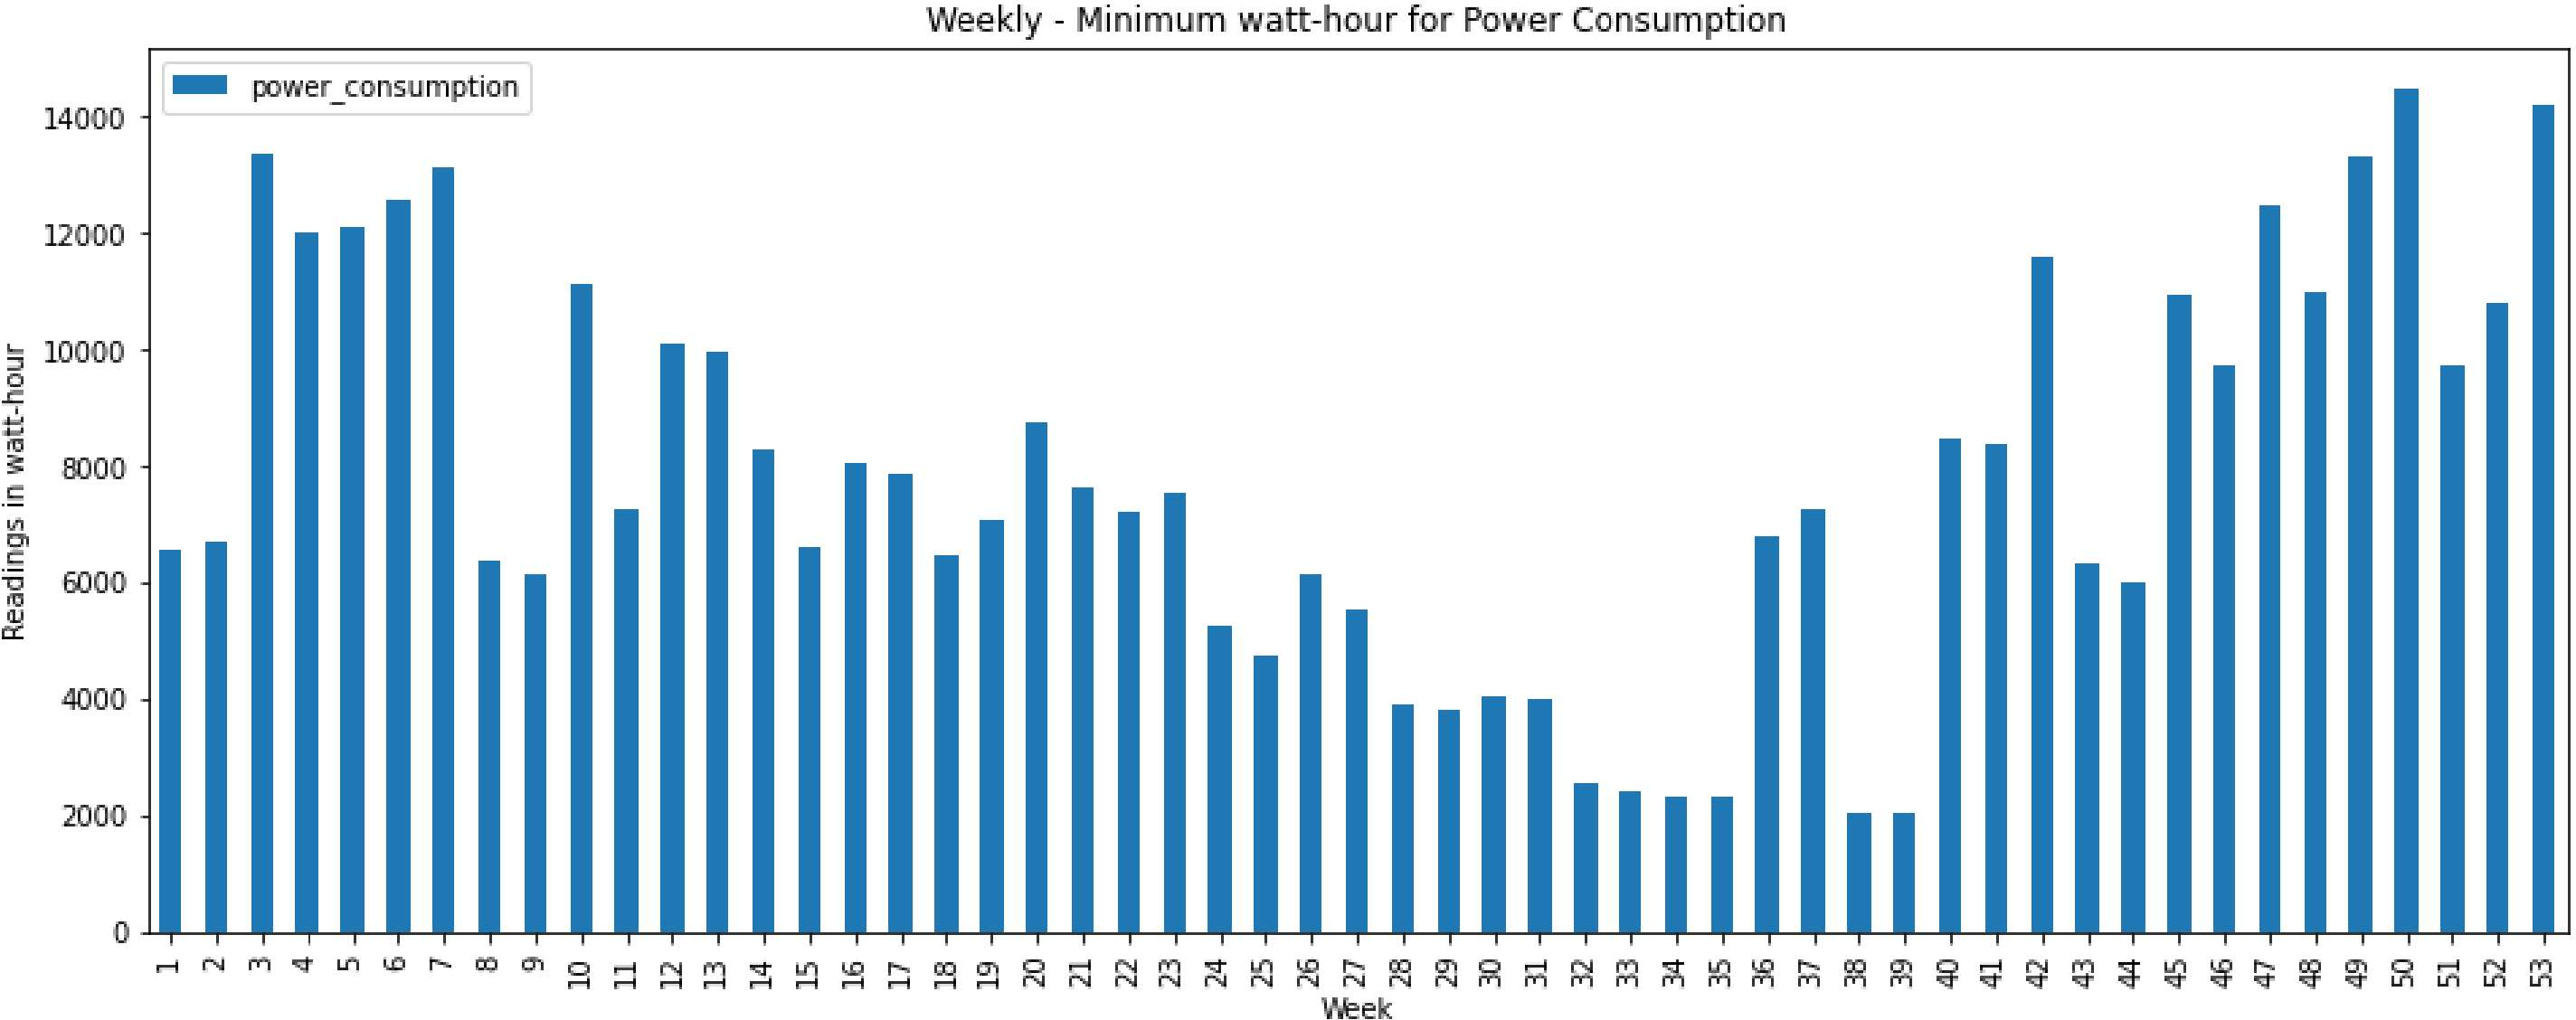 Weekly - Minimum watt-hour for Power Consumption
power_consumption
14000
12000
10000
8000
6000
4000
2000
0
Readings in watt-hour
1 2 3 4 5 6 7 8 9 10 11 12 13 14 15 16 17 18 19 20 21 22 23 24 25 26 27 28 29 30 31 32 33 34 35 36 37 38 39 40 41 42 43 44 45 46 47 48 49 50 51 52 53
Week